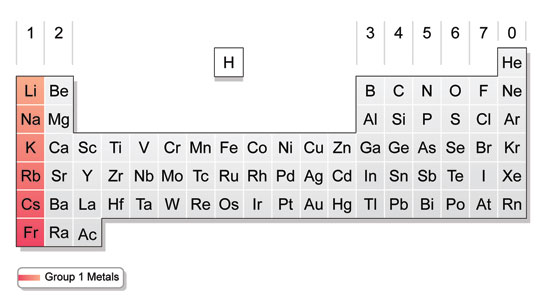 1 2 3 4 5 6 7 0
H He
Li Be B C N O F Ne
Na Mg Al Si P S Cl Ar
K Ca Sc Ti V Cr Mn Fe Co Ni Cu Zn Ga Ge As Se Br Kr
Rb Sr Y Zr Nb Mo Tc Ru Rh Pd Ag Cd In Sn Sb Te I Xe
Cs Ba La Hf Ta W Re Os Ir Pt Au Hg Tl Pb Bi Po At Rn
Fr Ra Ac
Group 1 Metals